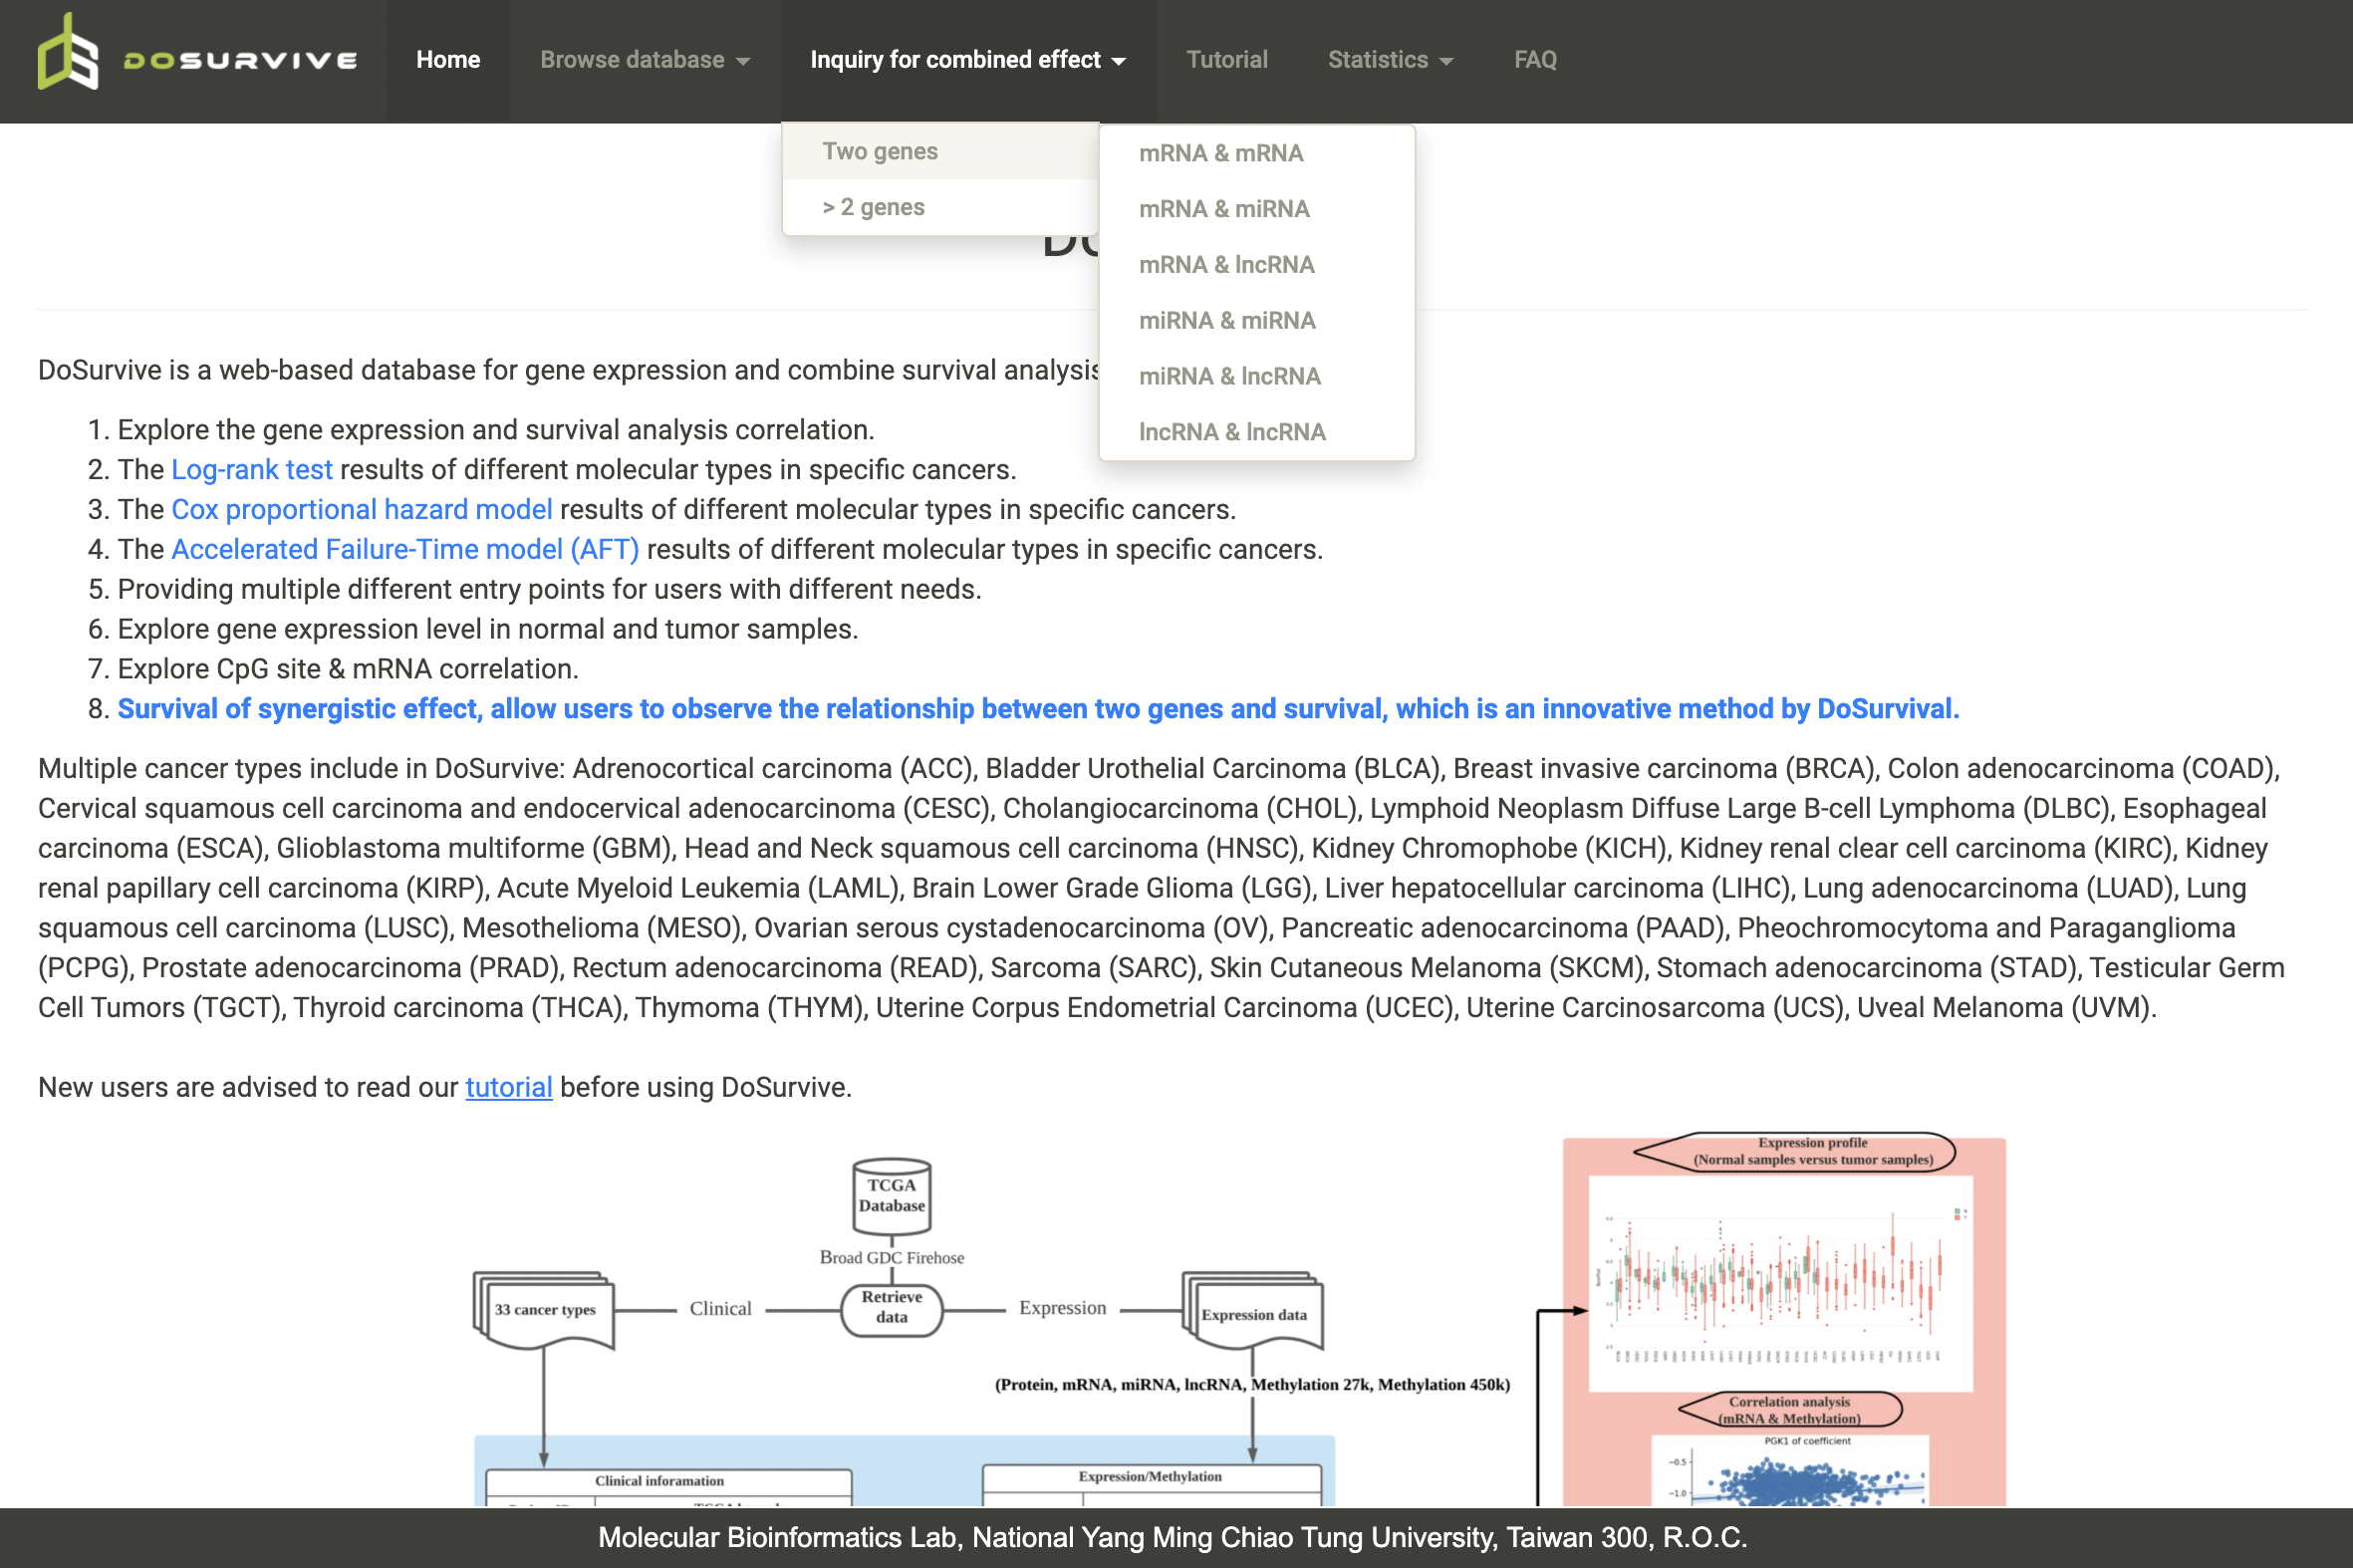 DOSURVIVE
Home
Browse database
Inquiry for combined effect
Tutorial
Statistics
FAQ
Two genes
> 2 genes
mRNA & mRNA
mRNA & miRNA
mRNA & lncRNA
miRNA & miRNA
miRNA & lncRNA
lncRNA & lncRNA
DoSurvive is a web-based database for gene expression and combine survival analysis
1. Explore the gene expression and survival analysis correlation.
2. The Log-rank test results of different molecular types in specific cancers.
3. The Cox proportional hazard model results of different molecular types in specific cancers.
4. The Accelerated Failure-Time model (AFT) results of different molecular types in specific cancers.
5. Providing multiple different entry points for users with different needs.
6. Explore gene expression level in normal and tumor samples.
7. Explore CpG site & mRNA correlation.
8. Survival of synergistic effect, allow users to observe the relationship between two genes and survival, which is an innovative method by DoSurvival.
Multiple cancer types include in DoSurvive: Adrenocortical carcinoma (ACC), Bladder Urothelial Carcinoma (BLCA), Breast invasive carcinoma (BRCA), Colon adenocarcinoma (COAD),
Cervical squamous cell carcinoma and endocervical adenocarcinoma (CESC), Cholangiocarcinoma (CHOL), Lymphoid Neoplasm Diffuse Large B-cell Lymphoma (DLBC), Esophageal
carcinoma (ESCA), Glioblastoma multiforme (GBM), Head and Neck squamous cell carcinoma (HNSC), Kidney Chromophobe (KICH), Kidney renal clear cell carcinoma (KIRC), Kidney
renal papillary cell carcinoma (KIRP), Acute Myeloid Leukemia (LAML), Brain Lower Grade Glioma (LGG), Liver hepatocellular carcinoma (LIHC), Lung adenocarcinoma (LUAD), Lung
squamous cell carcinoma (LUSC), Mesothelioma (MESO), Ovarian serous cystadenocarcinoma (OV), Pancreatic adenocarcinoma (PAAD), Pheochromocytoma and Paraganglioma
(PCPG), Prostate adenocarcinoma (PRAD), Rectum adenocarcinoma (READ), Sarcoma (SARC), Skin Cutaneous Melanoma (SKCM), Stomach adenocarcinoma (STAD), Testicular Germ
Cell Tumors (TGCT), Thyroid carcinoma (THCA), Thymoma (THYM), Uterine Corpus Endometrial Carcinoma (UCEC), Uterine Carcinosarcoma (UCS), Uveal Melanoma (UVM).
New users are advised to read our tutorial before using DoSurvive.
TCGA
Database
Broad GDC Firehose
33 cancer types
Clinical
Retrieve
data
Expression
Expression data
(Protein, mRNA, miRNA, lncRNA, Methylation 27k, Methylation 450k)
Clinical inforamation
Expression/Methylation
Expression profile
(Normal samples versus tumor samples)
Correlation analysis
(mRNA & Methylation)
PGK1 of coefficient
−0.5
−1.0
Molecular Bioinformatics Lab, National Yang Ming Chiao Tung University, Taiwan 300, R.O.C.